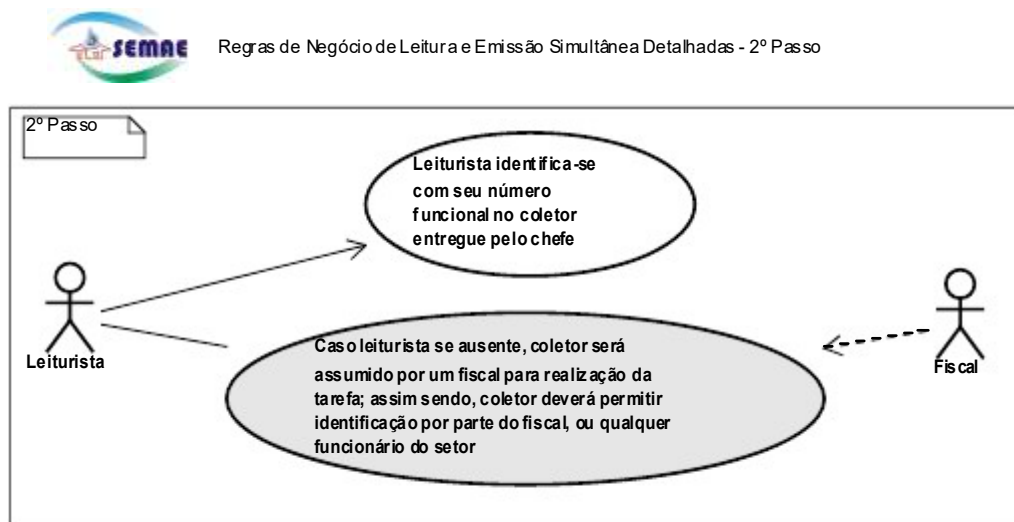 SEMAE
Regras de Negócio de Leitura e Emissão Simultânea Detalhadas - 2º Passo
2º Passo
Leiturista identifica-se
com seu número
funcional no coletor
entregue pelo chefe
Leiturista
Caso leiturista se ausente, coletor será
assumido por um fiscal para realização da
tarefa; assim sendo, coletor deverá permitir
identificação por parte do fiscal, ou qualquer
funcionário do setor
Fiscal